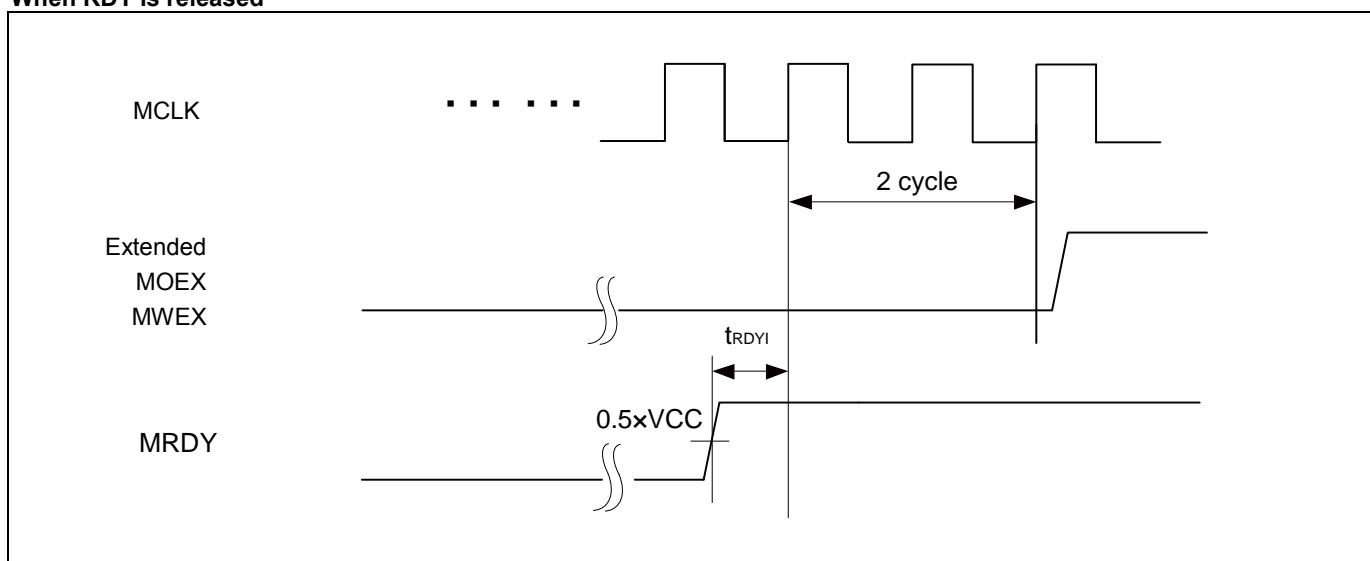 When RDY is released
MCLK
... ...
2 cycle
Extended
MOEX
MWEX
tRDYI
0.5×VCC
MRDY